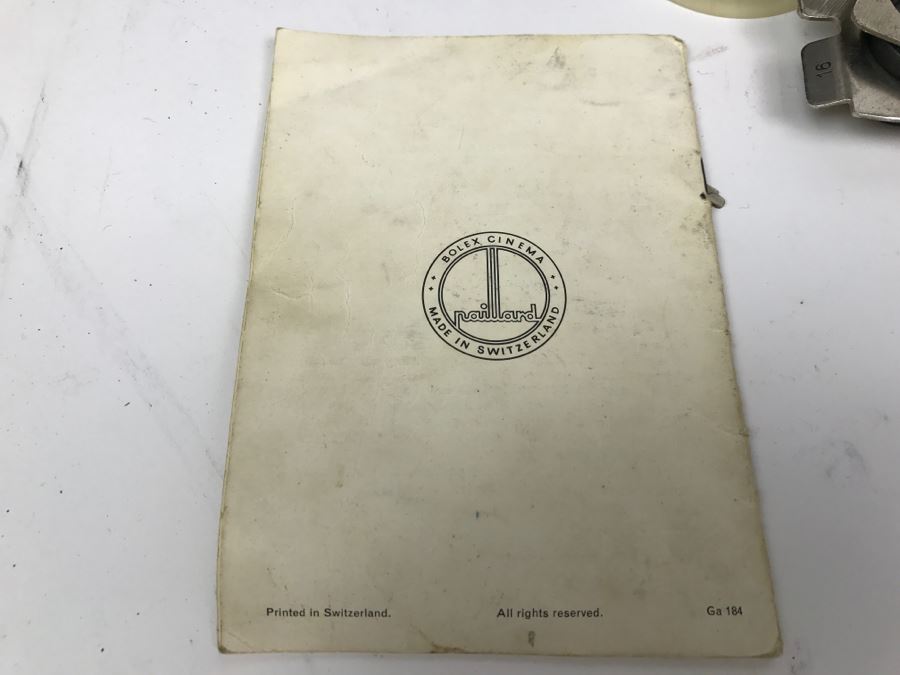 16
BOLEX CINEMA
paillard
MADE IN SWITZERLAND
Printed in Switzerland. All rights reserved. Ga 184